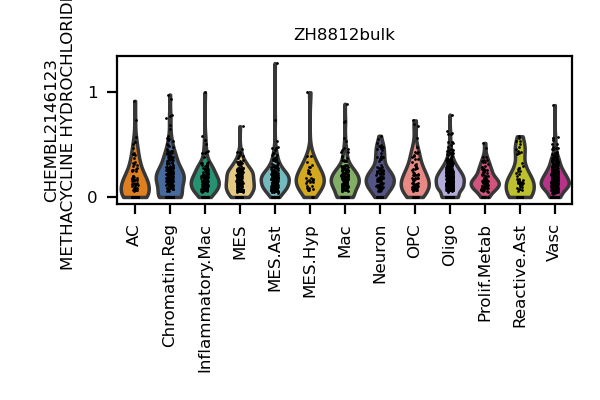 ZH8812bulk
CHEMBL2146123
METHACYCLINE HYDROCHLORIDE
1
0
AC
Chromatin.Reg
Inflammatory.Mac
MES
MES.Ast
MES.Hyp
Mac
Neuron
OPC
Oligo
Prolif.Metab
Reactive.Ast
Vasc